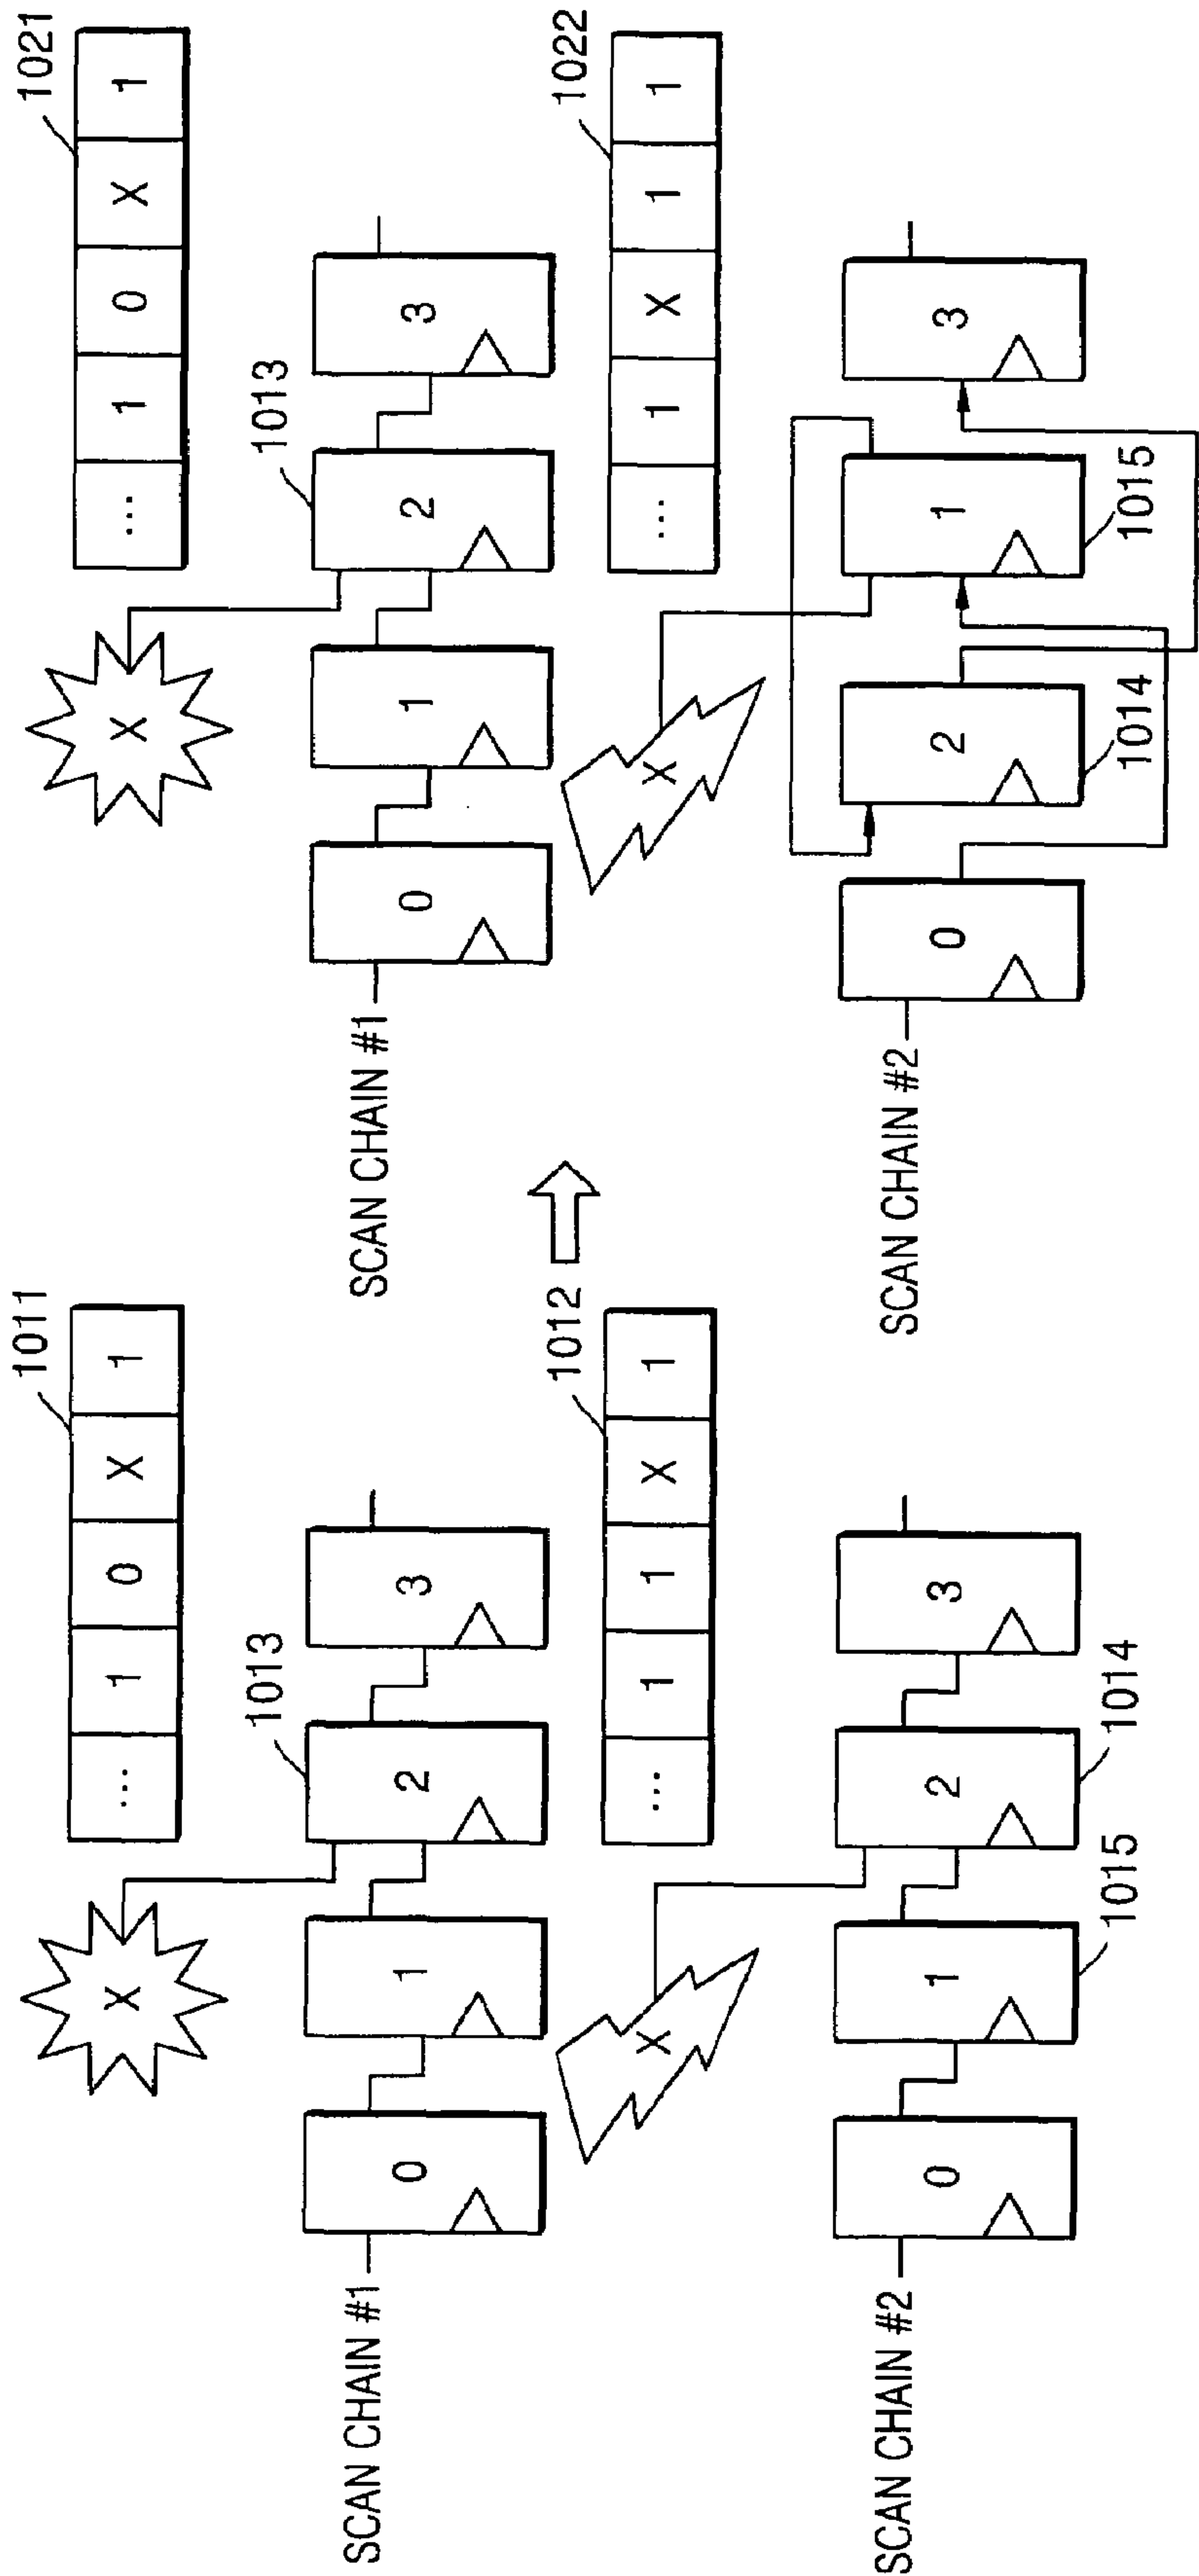 1011
... 1 0 X 1
X
1013
0 1 2 3
SCAN CHAIN #1
1012
... 1 1 X 1
X
0 1 2 3
SCAN CHAIN #2
1015
1014
1021
... 1 0 X 1
X
1013
0 1 2 3
SCAN CHAIN #1
1022
... 1 X 1 1
X
0 2 1 3
SCAN CHAIN #2
1014
1015